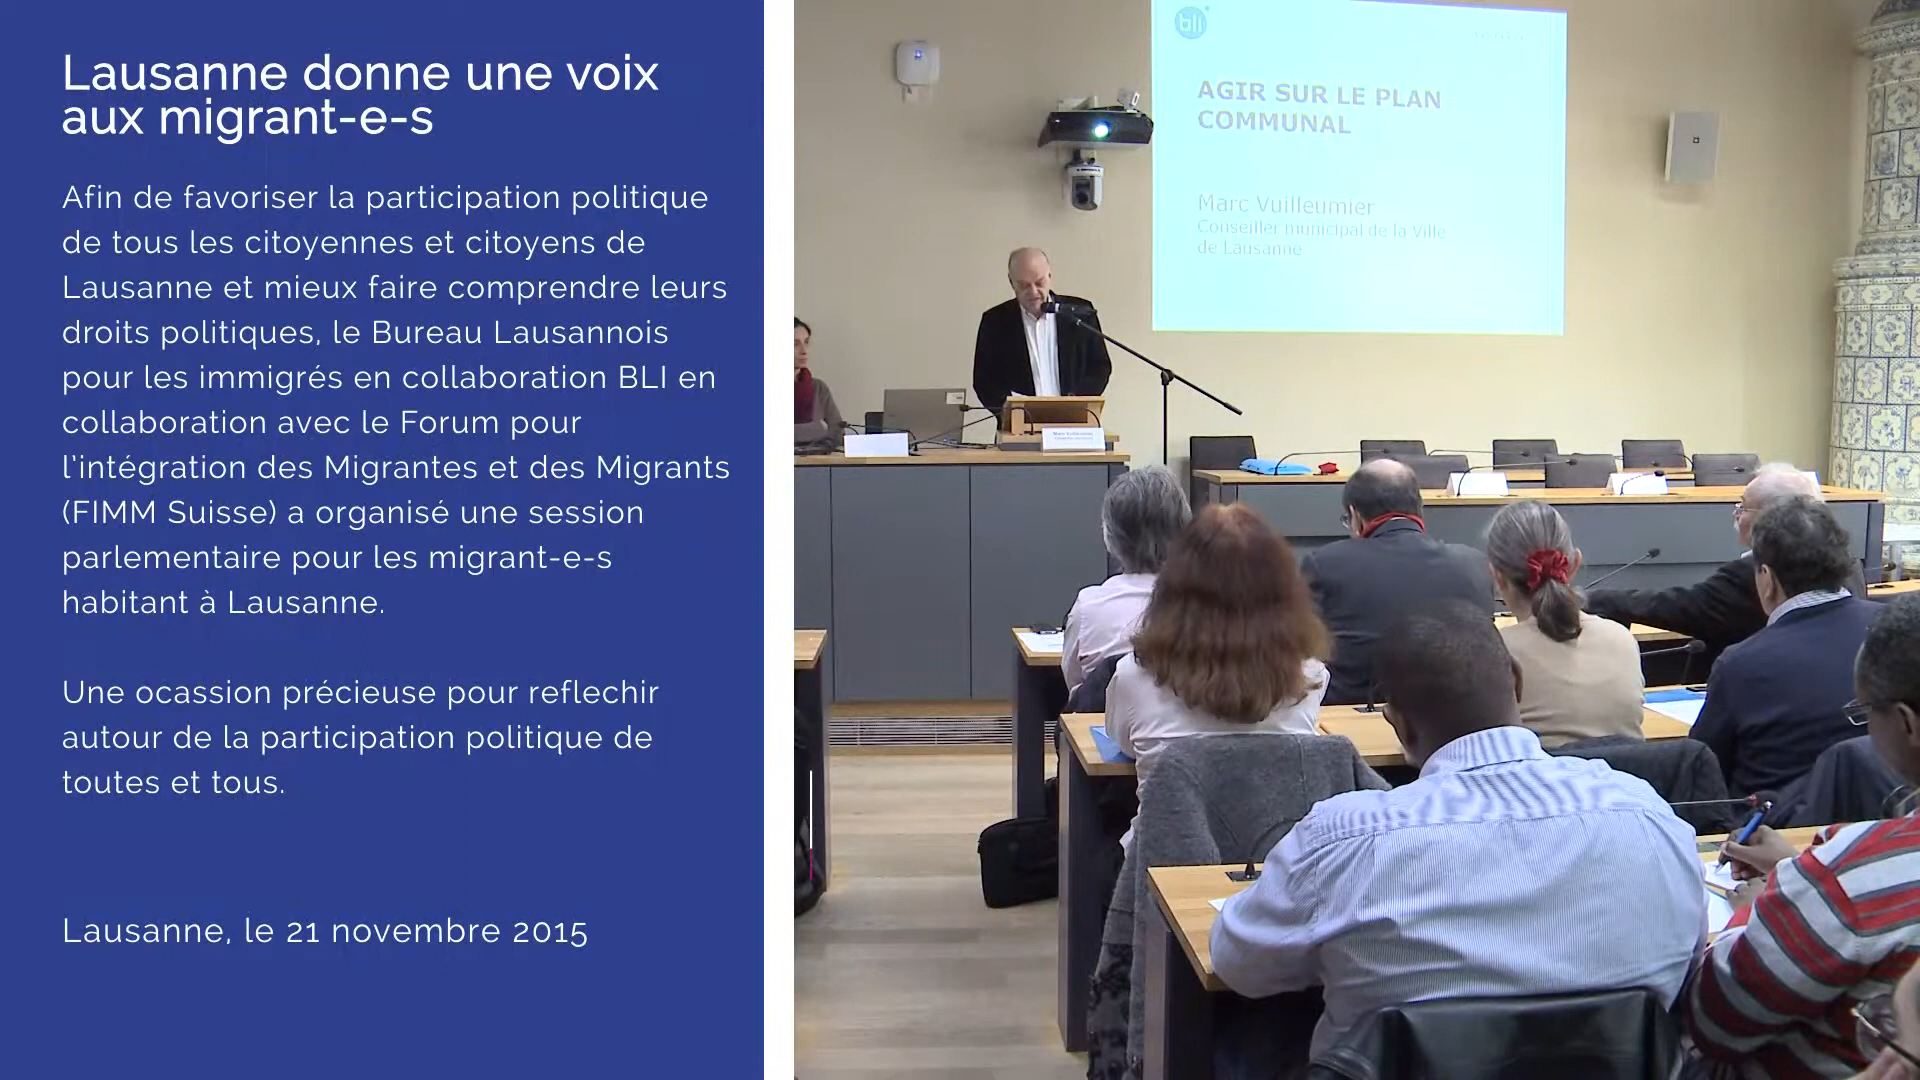 Lausanne donne une voix
aux migrant-e-s
Afin de favoriser la participation politique
de tous les citoyennes et citoyens de
Lausanne et mieux faire comprendre leurs
droits politiques, le Bureau Lausannois
pour les immigrés en collaboration BLI en
collaboration avec le Forum pour
l'intégration des Migrantes et des Migrants
(FIMM Suisse) a organisé une session
parlementaire pour les migrant-e-s
habitant à Lausanne.
Une ocassion précieuse pour reflechir
autour de la participation politique de
toutes et tous.
Lausanne, le 21 novembre 2015
bli
AGIR SUR LE PLAN
COMMUNAL
Marc Vuilleumier
Conseiller municipal de la Ville
de Lausanne
Marc Vuilleumier